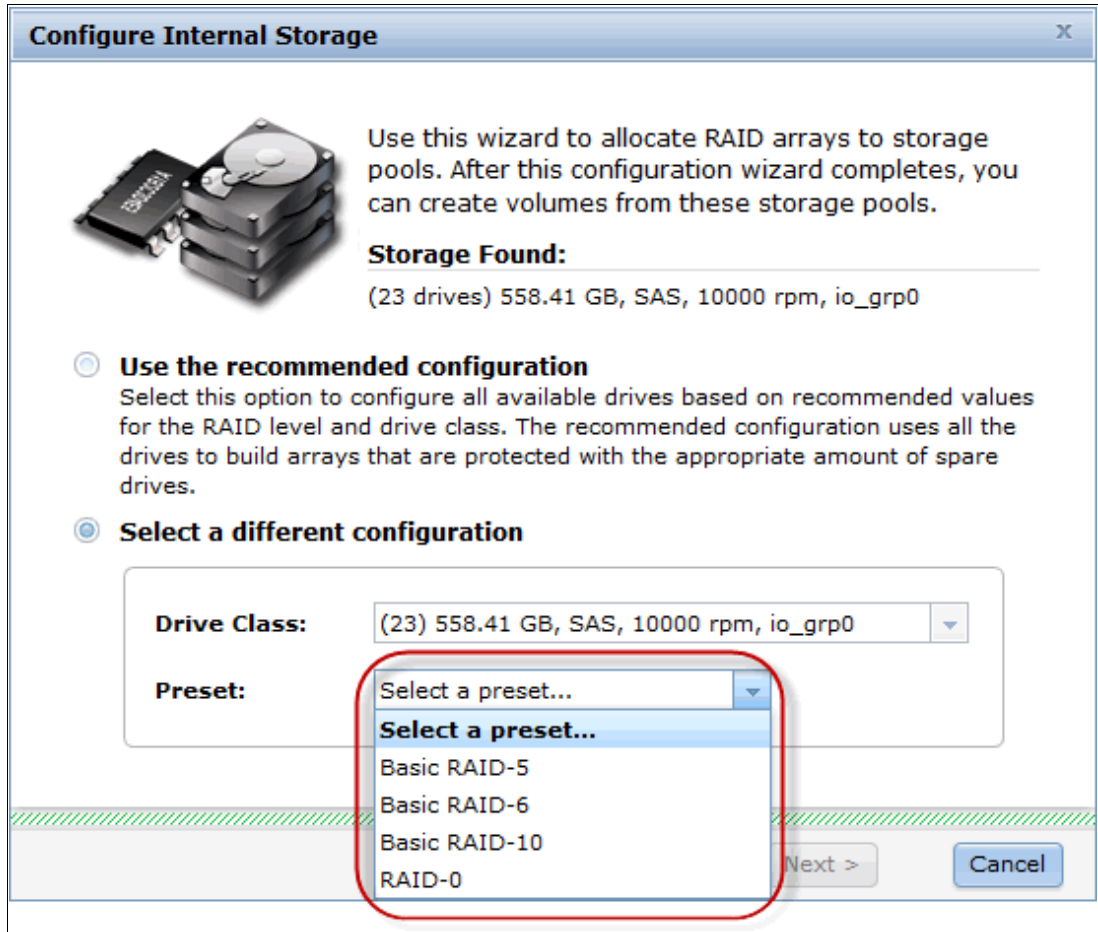 Configure Internal Storage
x
Use this wizard to allocate RAID arrays to storage
pools. After this configuration wizard completes, you
can create volumes from these storage pools.
Storage Found:
(23 drives) 558.41 GB, SAS, 10000 rpm, io_grp0
Use the recommended configuration
Select this option to configure all available drives based on recommended values
for the RAID level and drive class. The recommended configuration uses all the
drives to build arrays that are protected with the appropriate amount of spare
drives.
Select a different configuration
Drive Class:
(23) 558.41 GB, SAS, 10000 rpm, io_grp0
Preset:
Select a preset...
Select a preset...
Basic RAID-5
Basic RAID-6
Basic RAID-10
RAID-0
Next >
Cancel